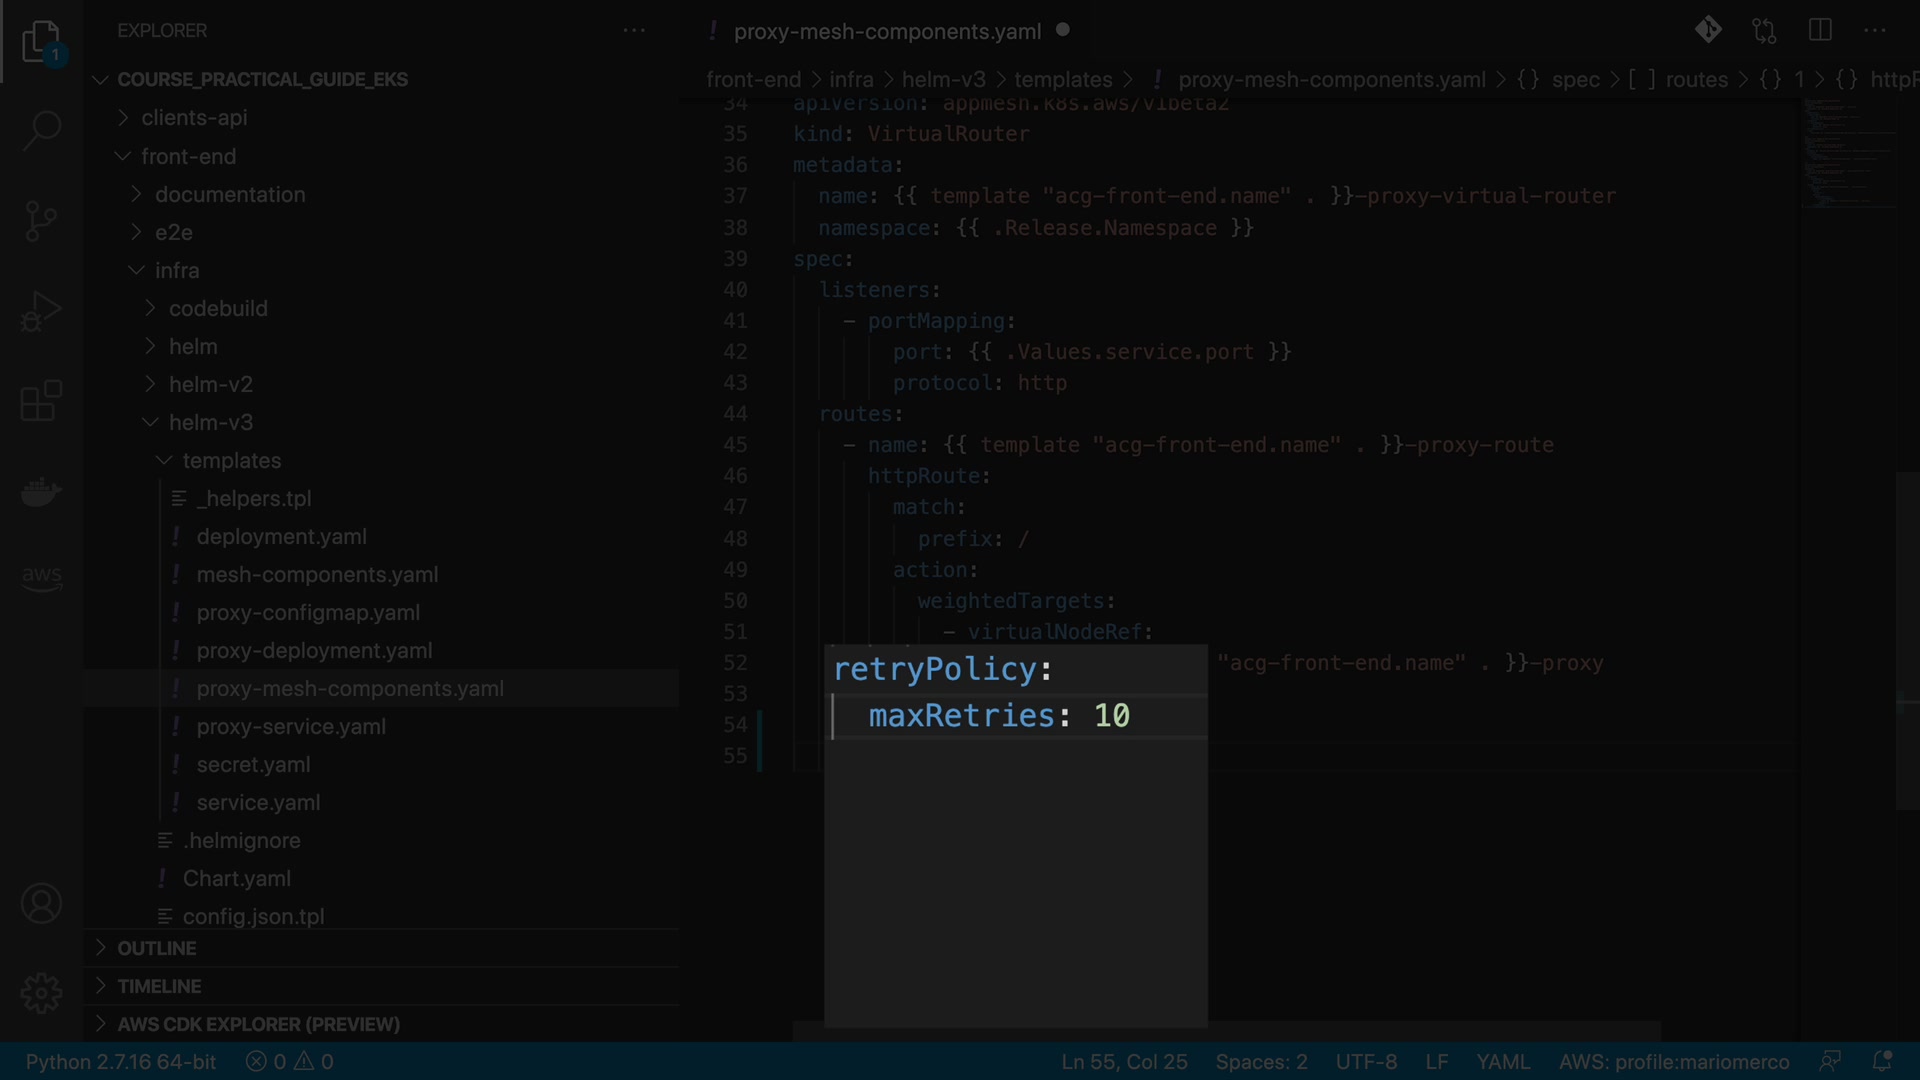 EXPLORER
COURSE_PRACTICAL_GUIDE_EKS
clients-api
front-end
documentation
e2e
infra
codebuild
helm
helm-v2
helm-v3
templates
_helpers.tpl
! deployment.yaml
! mesh-components.yaml
! proxy-configmap.yaml
! proxy-deployment.yaml
! proxy-mesh-components.yaml
! proxy-service.yaml
! secret.yaml
! service.yaml
.helmignore
! Chart.yaml
config.json.tpl
OUTLINE
TIMELINE
AWS CDK EXPLORER (PREVIEW)
1
aws
! proxy-mesh-components.yaml
front-end > infra > helm-v3 > templates > ! proxy-mesh-components.yaml > {} spec > [ ] routes > {} 1 > {} httpR
34 apiVersion: appmesh.k8s.aws/v1beta2
35 kind: VirtualRouter
36 metadata:
37 name: {{ template "acg-front-end.name" . }}-proxy-virtual-router
38 namespace: {{ .Release.Namespace }}
39 spec:
40 listeners:
41 - portMapping:
42 port: {{ .Values.service.port }}
43 protocol: http
44 routes:
45 - name: {{ template "acg-front-end.name" . }}-proxy-route
46 httpRoute:
47 match:
48 prefix: /
49 action:
50 weightedTargets:
51 - virtualNodeRef:
52 "acg-front-end.name" . }}-proxy
53
54
55
retryPolicy:
maxRetries: 10
Python 2.7.16 64-bit 0 0 Ln 55, Col 25 Spaces: 2 UTF-8 LF YAML AWS: profile:mariomerco